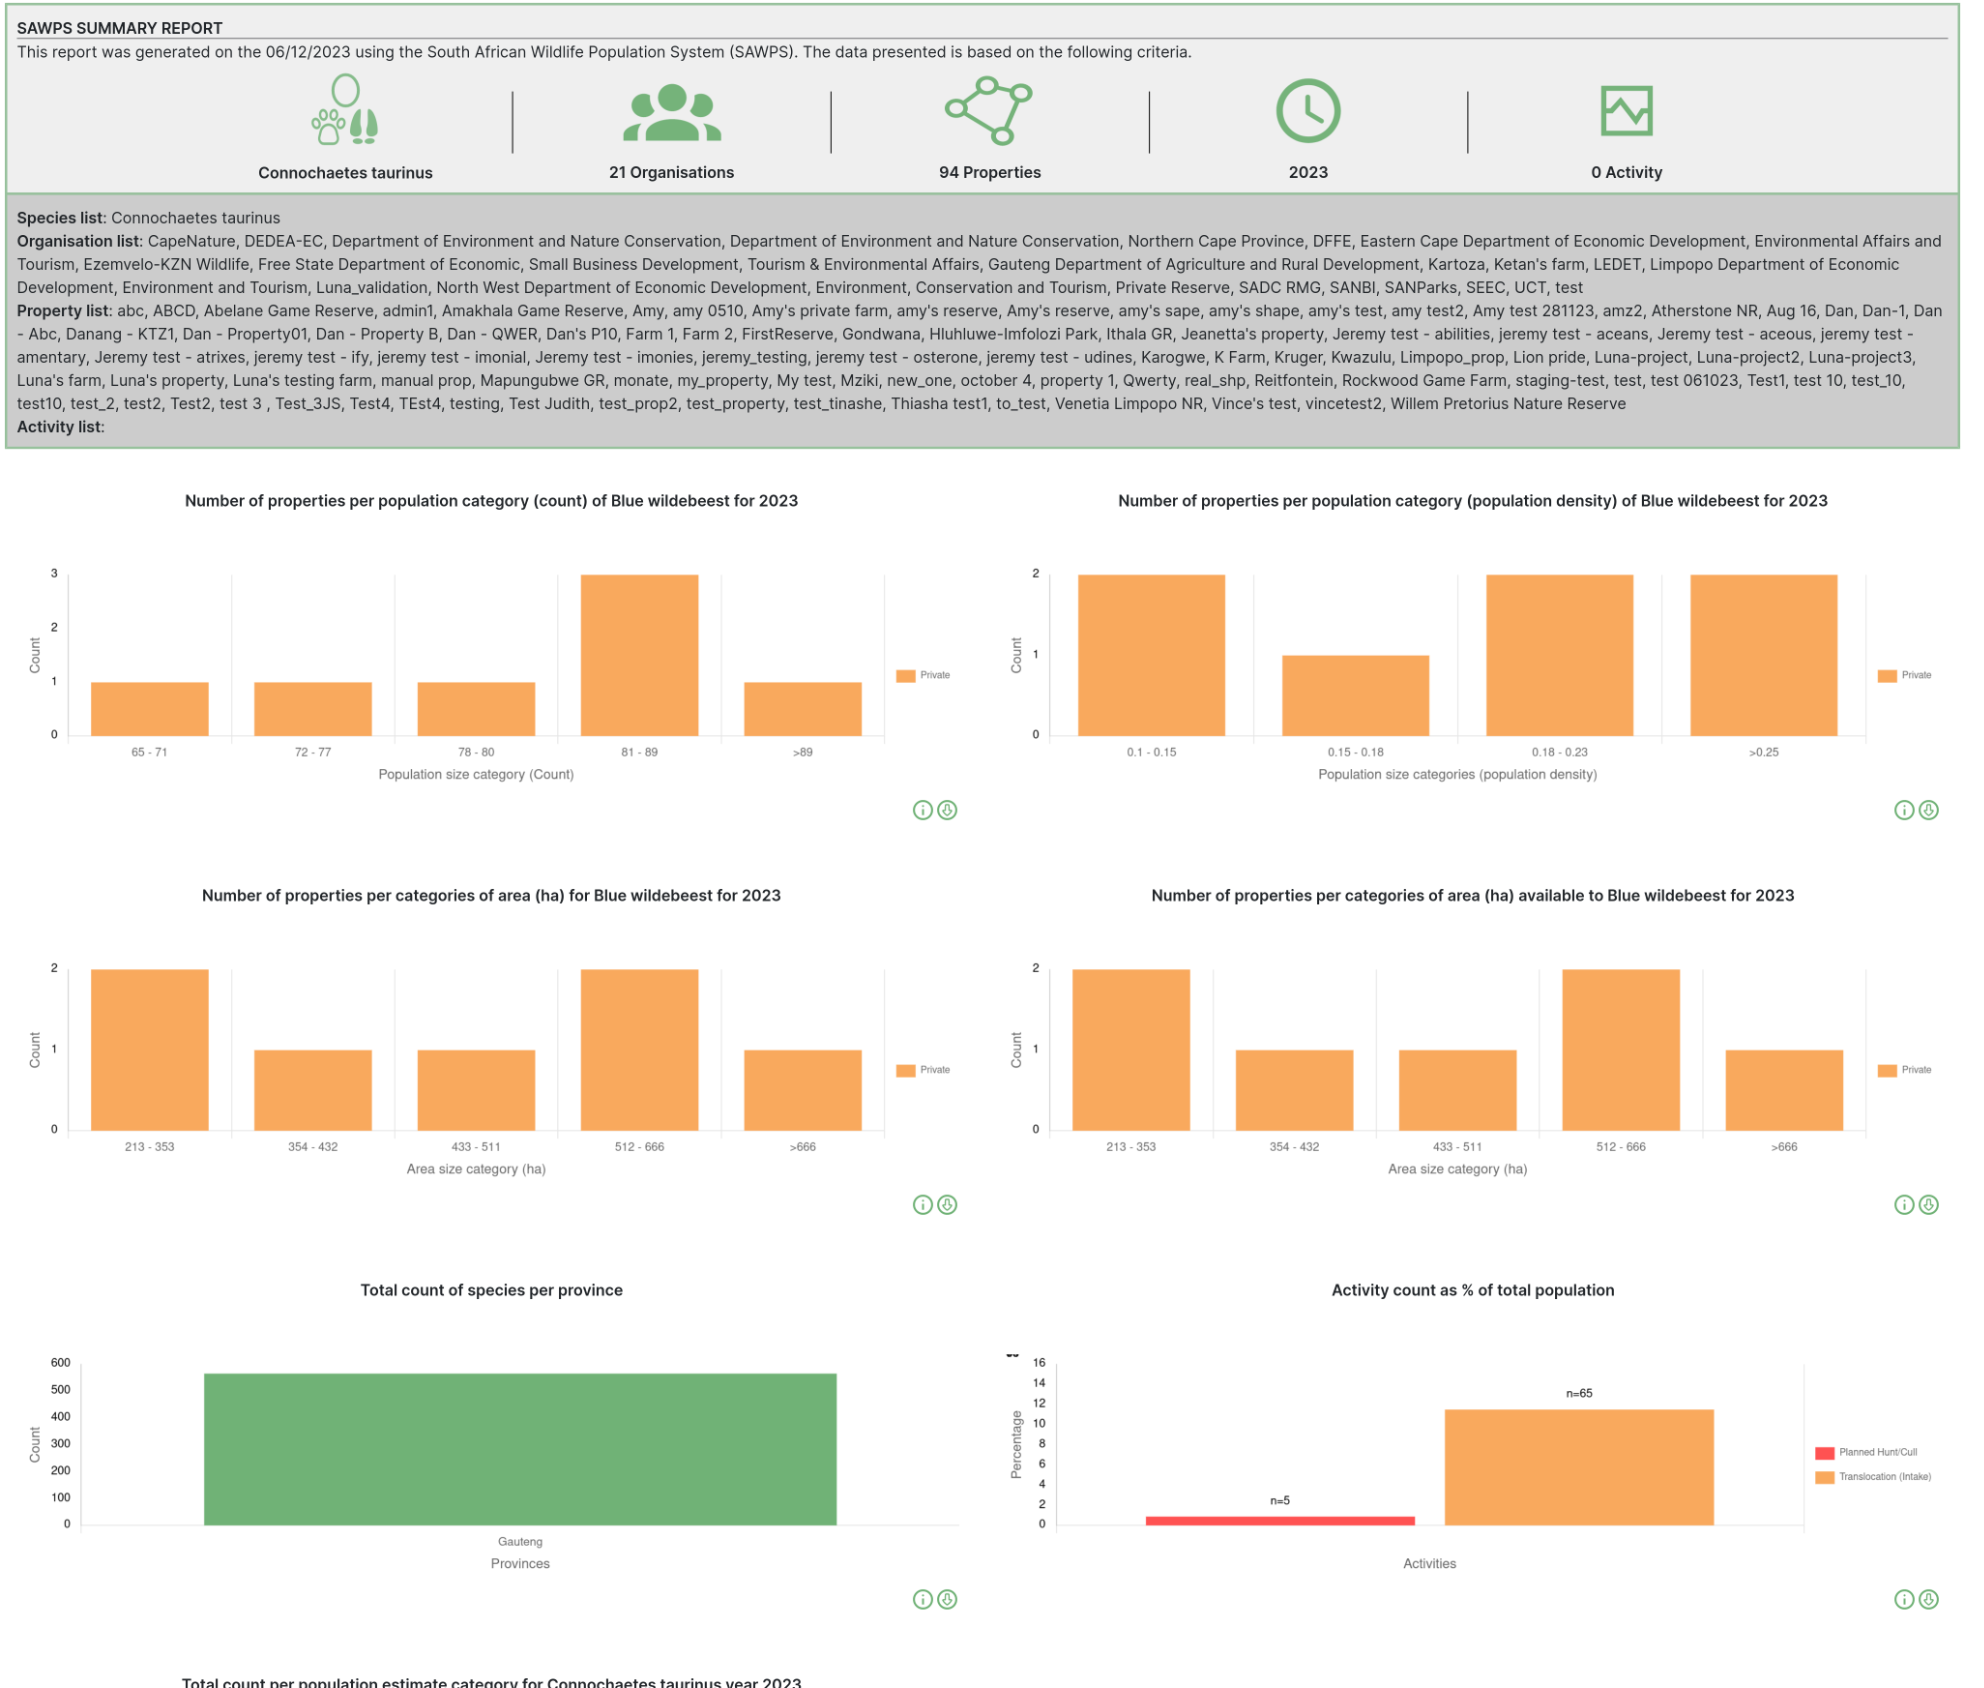 SAWPS SUMMARY REPORT
This report was generated on the 06/12/2023 using the South African Wildlife Population System (SAWPS). The data presented is based on the following criteria.
Connochaetes taurinus
21 Organisations
94 Properties
2023
0 Activity
Species list: Connochaetes taurinus
Organisation list: CapeNature, DEDEA-EC, Department of Environment and Nature Conservation, Department of Environment and Nature Conservation, Northern Cape Province, DFFE, Eastern Cape Department of Economic Development, Environmental Affairs and
Tourism, Ezemvelo-KZN Wildlife, Free State Department of Economic, Small Business Development, Tourism & Environmental Affairs, Gauteng Department of Agriculture and Rural Development, Kartoza, Ketan's farm, LEDET, Limpopo Department of Economic
Development, Environment and Tourism, Luna_validation, North West Department of Economic Development, Environment, Conservation and Tourism, Private Reserve, SADC RMG, SANBI, SANParks, SEEC, UCT, test
Property list: abc, ABCD, Abelane Game Reserve, admin1, Amakhala Game Reserve, Amy, amy 0510, Amy's private farm, amy's reserve, Amy's reserve, amy's sape, amy's shape, amy's test, amy test2, Amy test 281123, amz2, Atherstone NR, Aug 16, Dan, Dan-1, Dan
- Abc, Danang - KTZ1, Dan - Property01, Dan - Property B, Dan - QWER, Dan's P10, Farm 1, Farm 2, FirstReserve, Gondwana, Hluhluwe-Imfolozi Park, Ithala GR, Jeanetta's property, Jeremy test - abilities, jeremy test - aceans, Jeremy test - aceous, jeremy test -
amentary, Jeremy test - atrixes, jeremy test - ify, jeremy test - imonial, Jeremy test - imonies, jeremy_testing, jeremy test - osterone, jeremy test - udines, Karogwe, K Farm, Kruger, Kwazulu, Limpopo_prop, Lion pride, Luna-project, Luna-project2, Luna-project3,
Luna's farm, Luna's property, Luna's testing farm, manual prop, Mapungubwe GR, monate, my_property, My test, Mziki, new_one, october 4, property 1, Qwerty, real_shp, Reitfontein, Rockwood Game Farm, staging-test, test, test 061023, Test1, test 10, test_10,
test10, test_2, test2, Test2, test 3 , Test_3JS, Test4, TEst4, testing, Test Judith, test_prop2, test_property, test_tinashe, Thiasha test1, to_test, Venetia Limpopo NR, Vince's test, vincetest2, Willem Pretorius Nature Reserve
Activity list:
Number of properties per population category (count) of Blue wildebeest for 2023
3
2
1
0
Count
65 - 71
72 - 77
78 - 80
81 - 89
>89
Population size category (Count)
Private
Number of properties per population category (population density) of Blue wildebeest for 2023
2
1
0
Count
0.1 - 0.15
0.15 - 0.18
0.18 - 0.23
>0.25
Population size categories (population density)
Private
Number of properties per categories of area (ha) for Blue wildebeest for 2023
2
1
0
Count
213 - 353
354 - 432
433 - 511
512 - 666
>666
Area size category (ha)
Private
Number of properties per categories of area (ha) available to Blue wildebeest for 2023
2
1
0
Count
213 - 353
354 - 432
433 - 511
512 - 666
>666
Area size category (ha)
Private
Total count of species per province
600
500
400
300
200
100
0
Count
Gauteng
Provinces
Activity count as % of total population
16
14
12
10
8
6
4
2
0
Percentage
n=5
n=65
Activities
Planned Hunt/Cull
Translocation (Intake)
Total count per population estimate category for Connochaetes taurinus year 2023